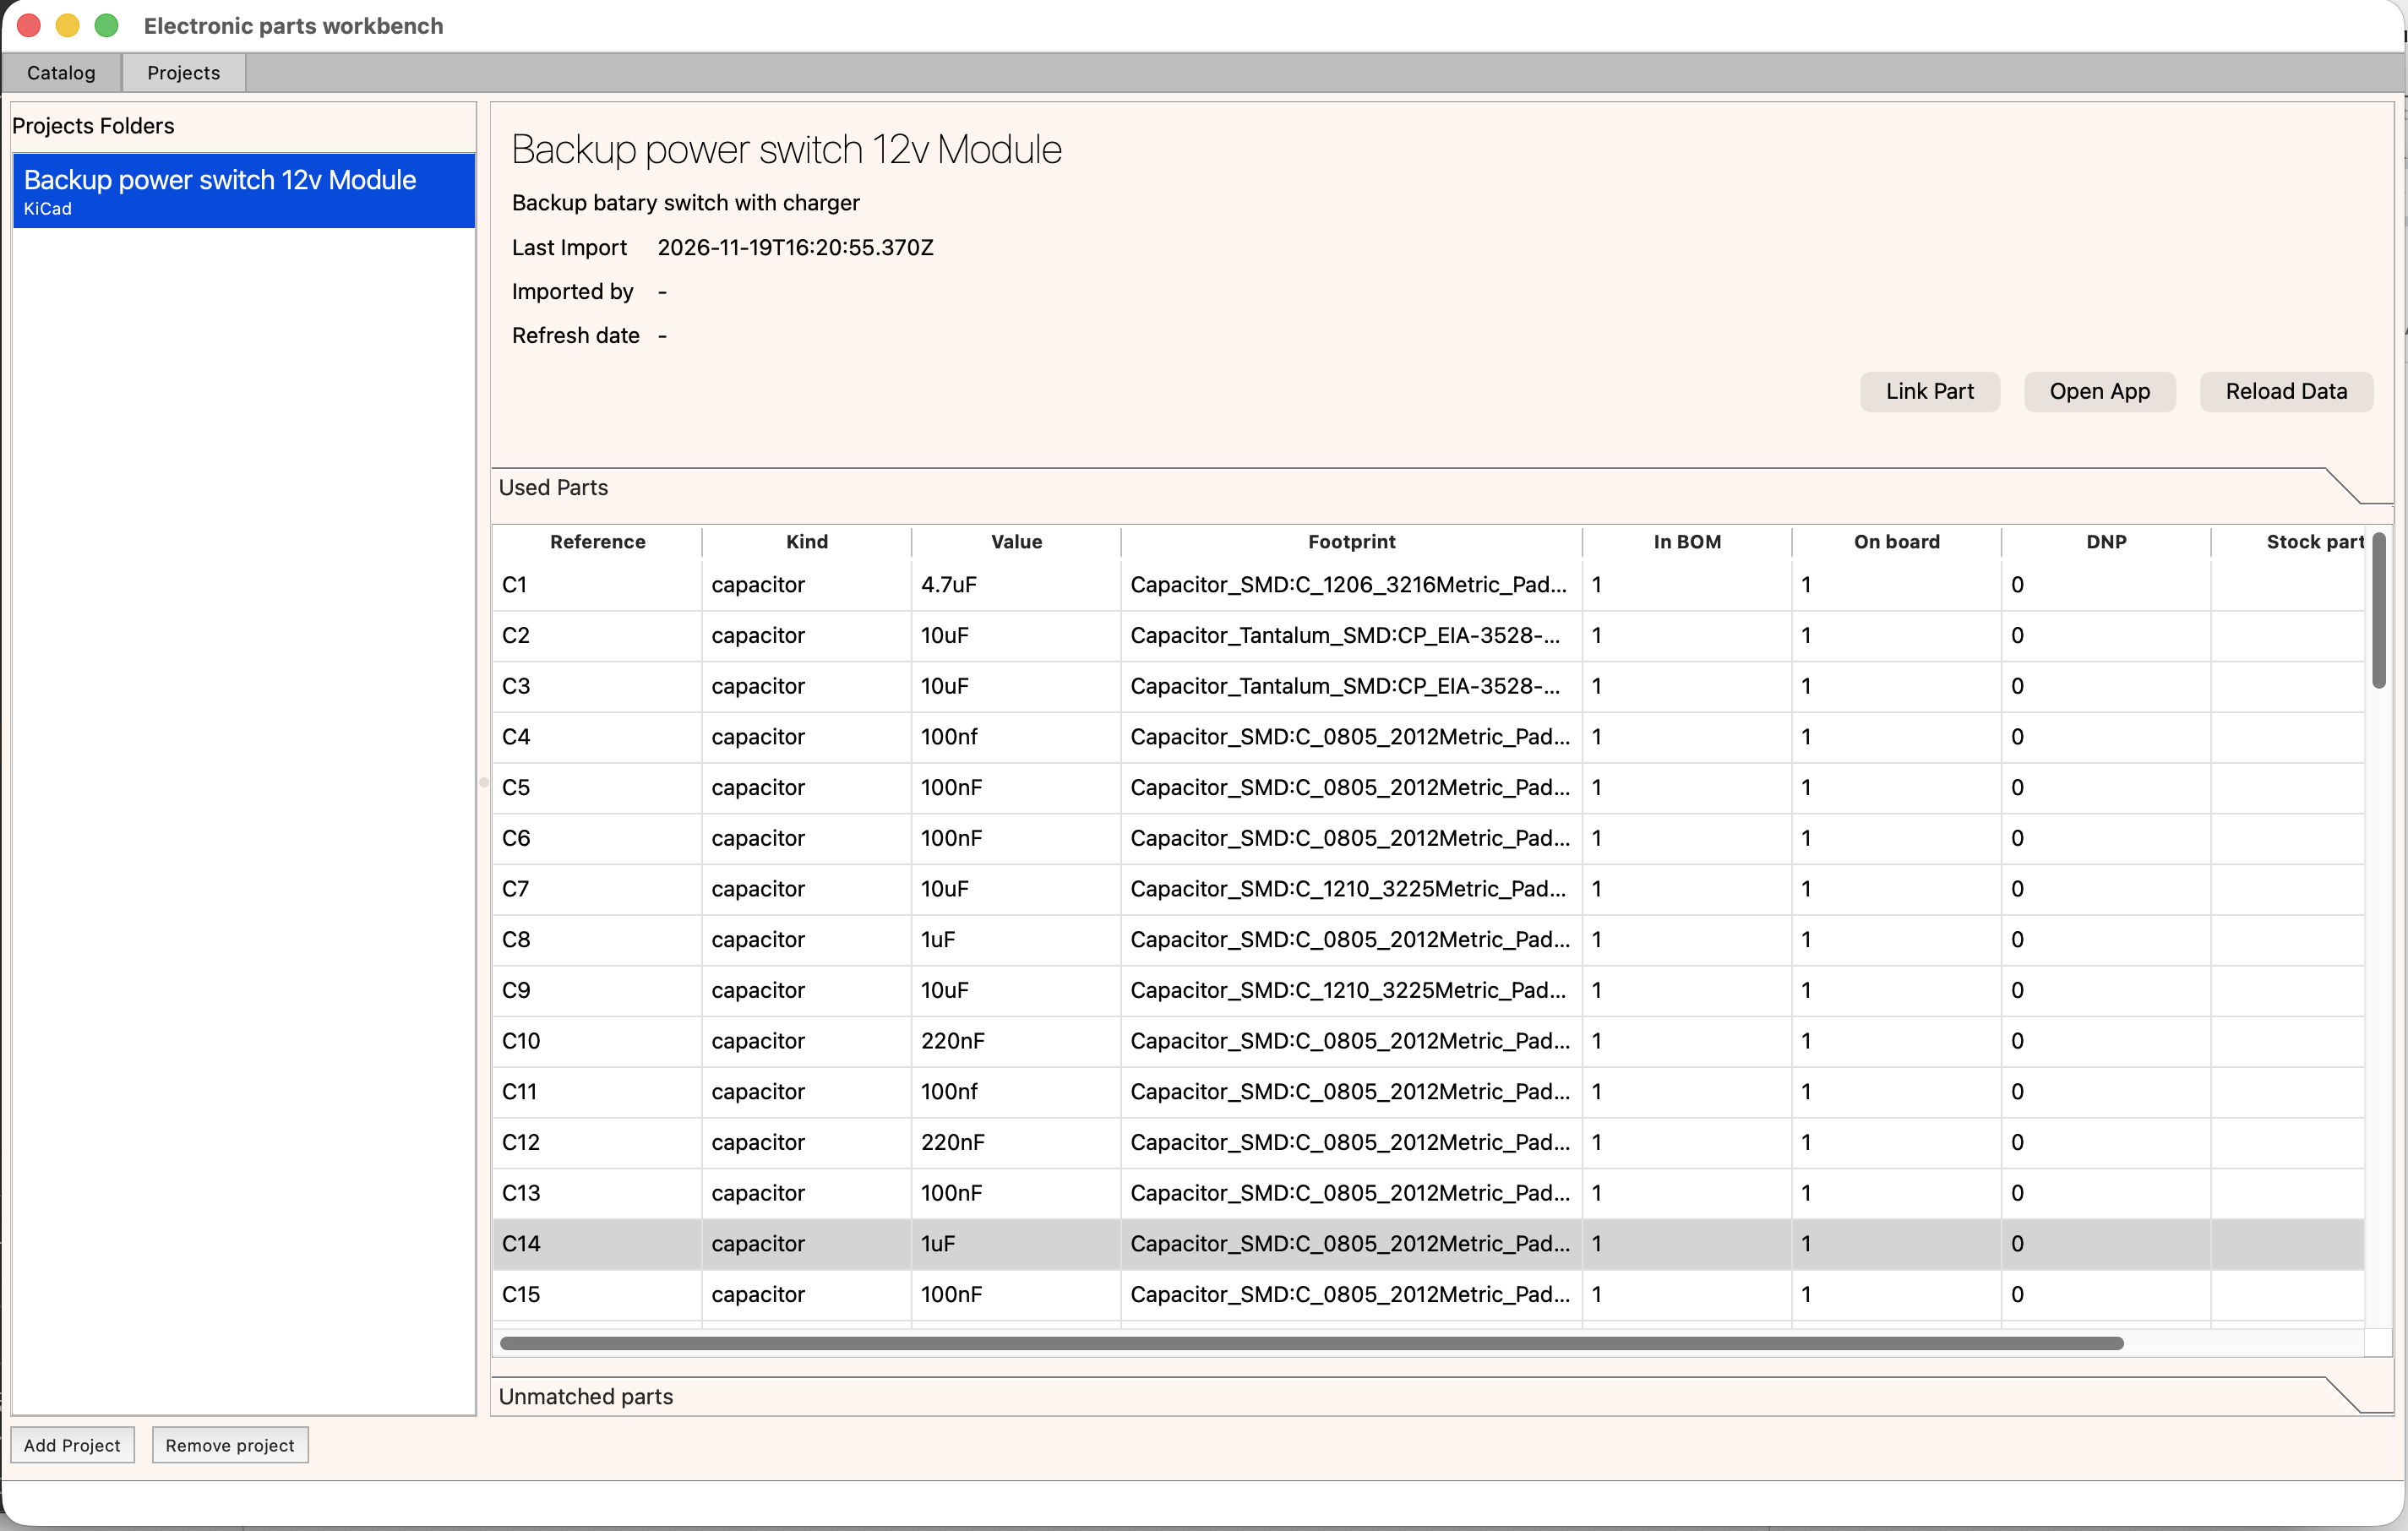 Electronic parts workbench
Catalog Projects
Projects Folders
Backup power switch 12v Module
KiCad
Backup power switch 12v Module
Backup batary switch with charger
Last Import 2026-11-19T16:20:55.370Z
Imported by -
Refresh date -
Link Part Open App Reload Data
Used Parts
Reference Kind Value Footprint In BOM On board DNP Stock part
C1 capacitor 4.7uF Capacitor_SMD:C_1206_3216Metric_Pad... 1 1 0
C2 capacitor 10uF Capacitor_Tantalum_SMD:CP_EIA-3528-... 1 1 0
C3 capacitor 10uF Capacitor_Tantalum_SMD:CP_EIA-3528-... 1 1 0
C4 capacitor 100nf Capacitor_SMD:C_0805_2012Metric_Pad... 1 1 0
C5 capacitor 100nF Capacitor_SMD:C_0805_2012Metric_Pad... 1 1 0
C6 capacitor 100nF Capacitor_SMD:C_0805_2012Metric_Pad... 1 1 0
C7 capacitor 10uF Capacitor_SMD:C_1210_3225Metric_Pad... 1 1 0
C8 capacitor 1uF Capacitor_SMD:C_0805_2012Metric_Pad... 1 1 0
C9 capacitor 10uF Capacitor_SMD:C_1210_3225Metric_Pad... 1 1 0
C10 capacitor 220nF Capacitor_SMD:C_0805_2012Metric_Pad... 1 1 0
C11 capacitor 100nf Capacitor_SMD:C_0805_2012Metric_Pad... 1 1 0
C12 capacitor 220nF Capacitor_SMD:C_0805_2012Metric_Pad... 1 1 0
C13 capacitor 100nF Capacitor_SMD:C_0805_2012Metric_Pad... 1 1 0
C14 capacitor 1uF Capacitor_SMD:C_0805_2012Metric_Pad... 1 1 0
C15 capacitor 100nF Capacitor_SMD:C_0805_2012Metric_Pad... 1 1 0
Unmatched parts
Add Project Remove project